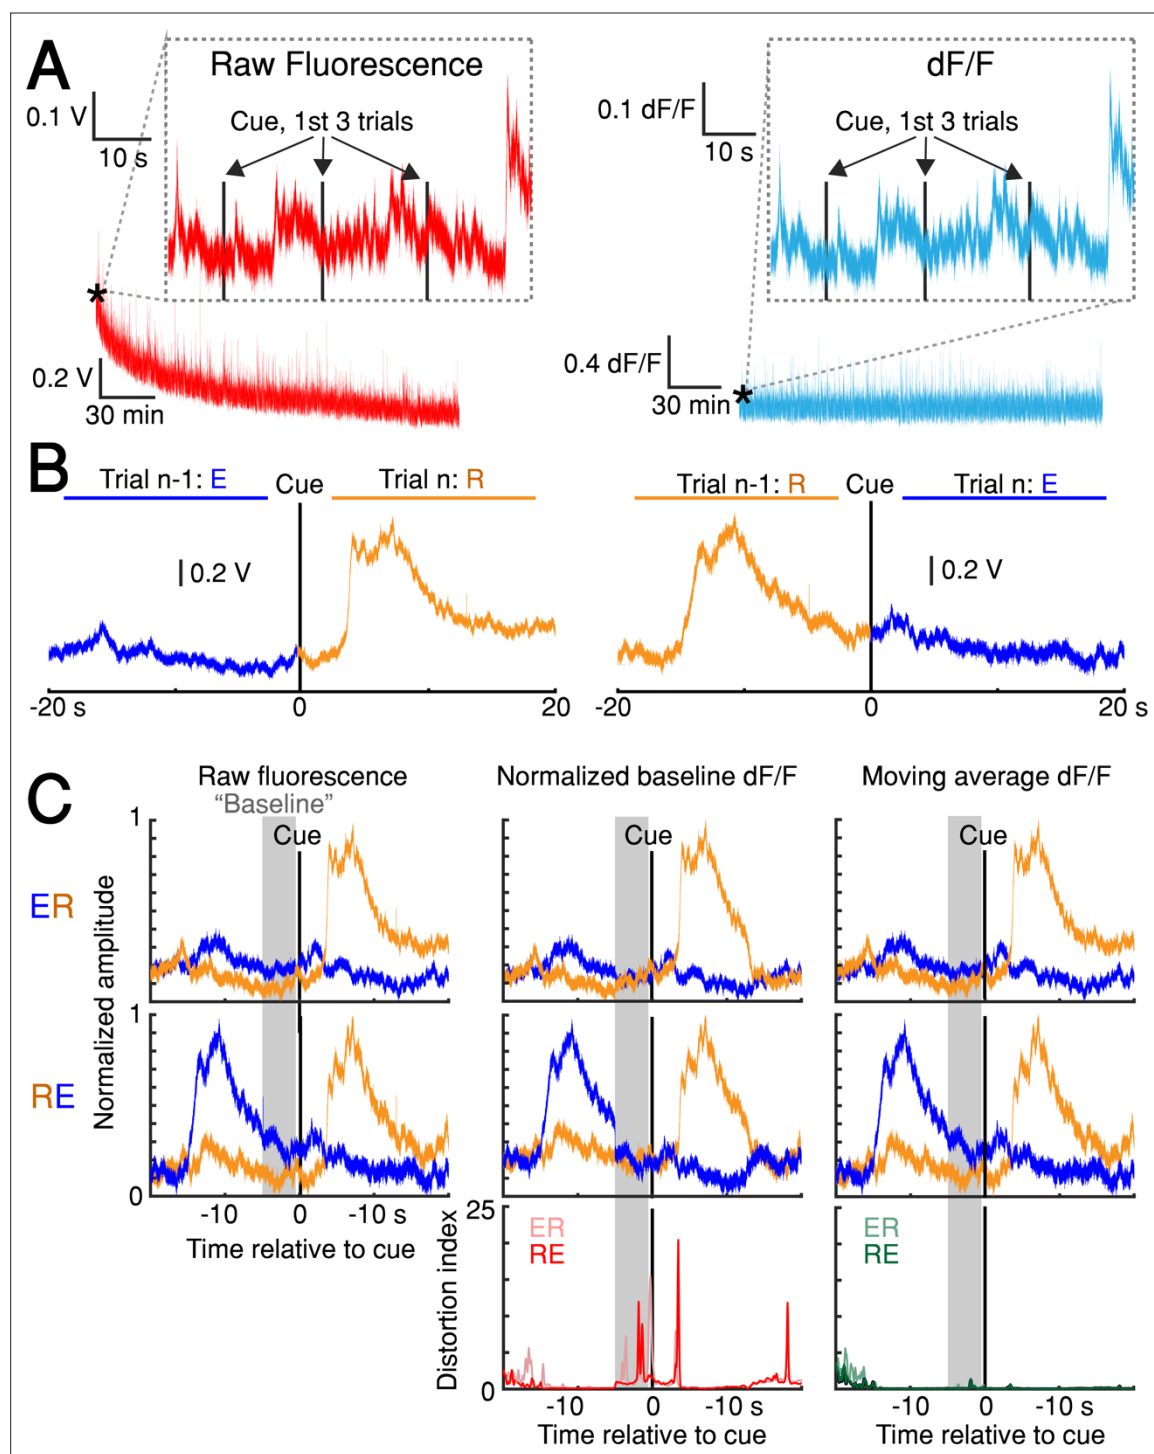 A
Raw Fluorescence
dF/F
0.1 V
10 s
Cue, 1st 3 trials
0.1 dF/F
10 s
Cue, 1st 3 trials
*
0.2 V
30 min
0.4 dF/F
30 min
*
B
Trial n-1: E
Cue
Trial n: R
Trial n-1: R
Cue
Trial n: E
0.2 V
0.2 V
-20 s
0
20
-20
0
20 s
C
Raw fluorescence
Normalized baseline dF/F
Moving average dF/F
"Baseline"
1
Cue
Cue
Cue
ER
Normalized amplitude
0
1
RE
0
-10
0
-10 s
Time relative to cue
25
ER
RE
Distortion index
0
-10
0
-10 s
Time relative to cue
ER
RE
-10
0
-10 s
Time relative to cue